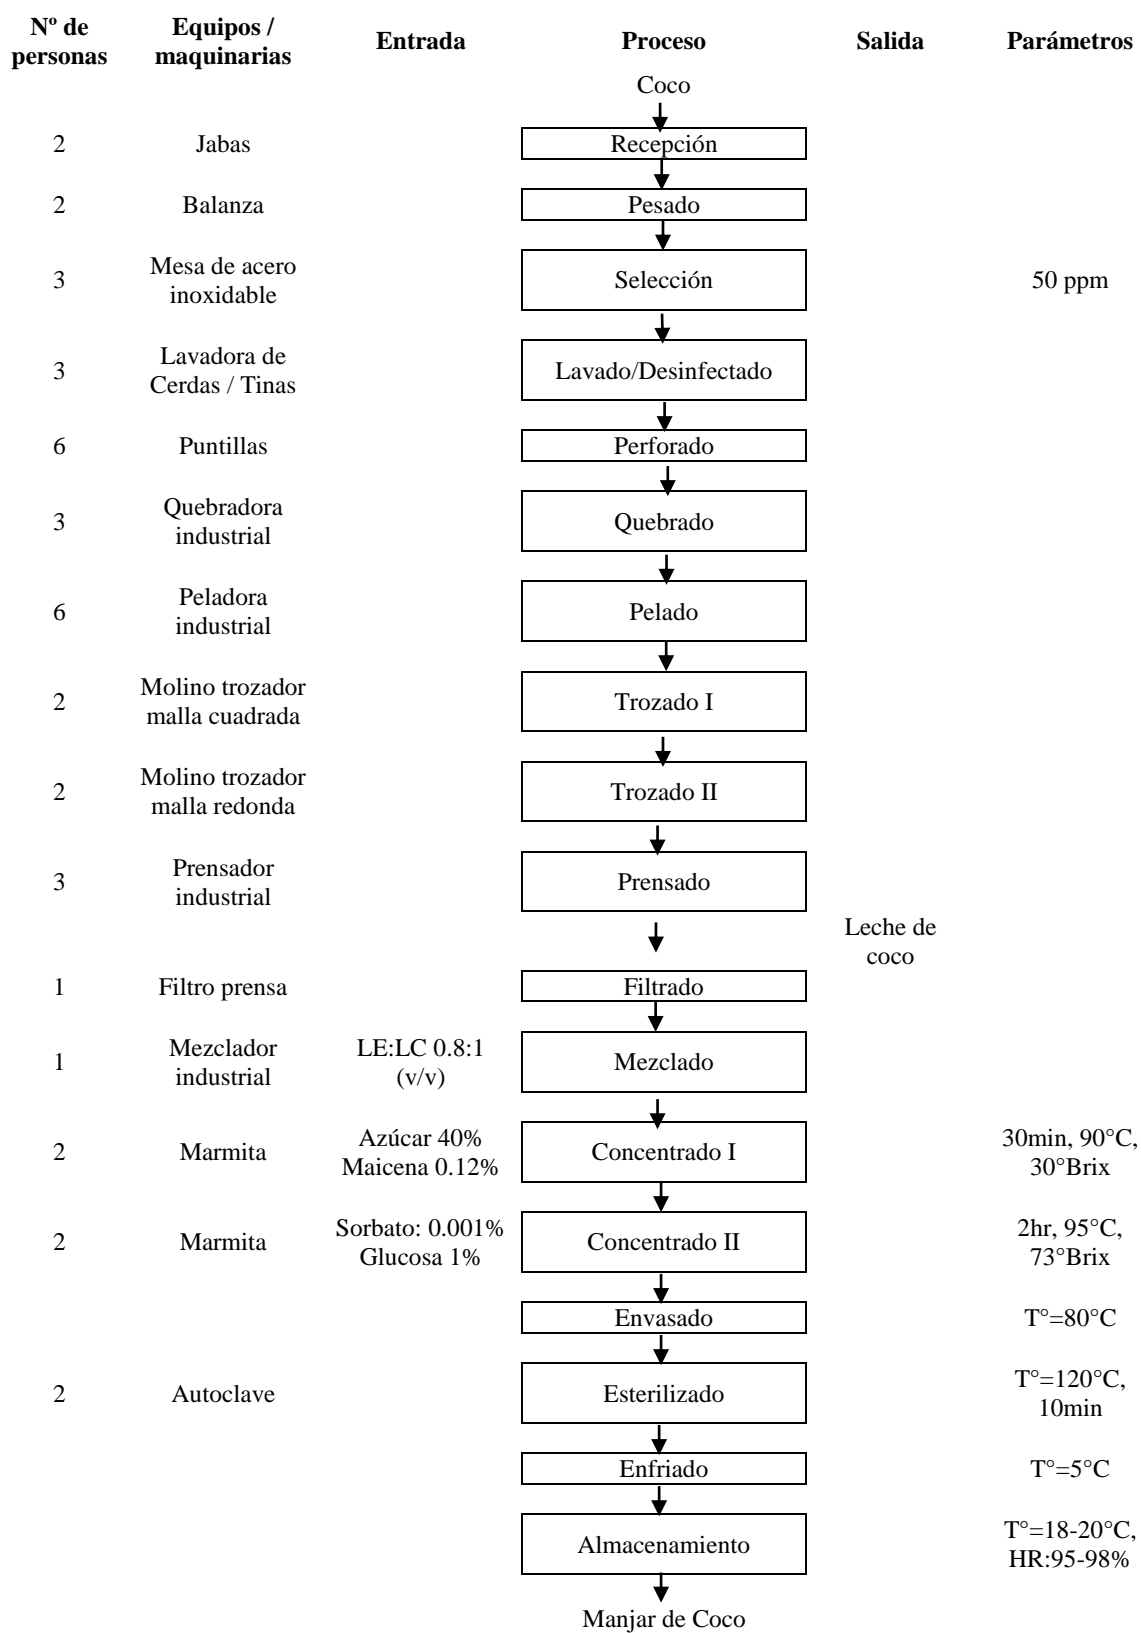 Nº de personas Equipos / maquinarias Entrada Proceso Salida Parámetros
Coco
2 Jabas Recepción
2 Balanza Pesado
3 Mesa de acero inoxidable Selección 50 ppm
3 Lavadora de Cerdas / Tinas Lavado/Desinfectado
6 Puntillas Perforado
3 Quebradora industrial Quebrado
6 Peladora industrial Pelado
2 Molino trozador malla cuadrada Trozado I
2 Molino trozador malla redonda Trozado II
3 Prensador industrial Prensado
Leche de coco
1 Filtro prensa Filtrado
1 Mezclador industrial LE:LC 0.8:1 (v/v) Mezclado
2 Marmita Azúcar 40% Maicena 0.12% Concentrado I 30min, 90°C, 30°Brix
2 Marmita Sorbato: 0.001% Glucosa 1% Concentrado II 2hr, 95°C, 73°Brix
Envasado T°=80°C
2 Autoclave Esterilizado T°=120°C, 10min
Enfriado T°=5°C
Almacenamiento T°=18-20°C, HR:95-98%
Manjar de Coco